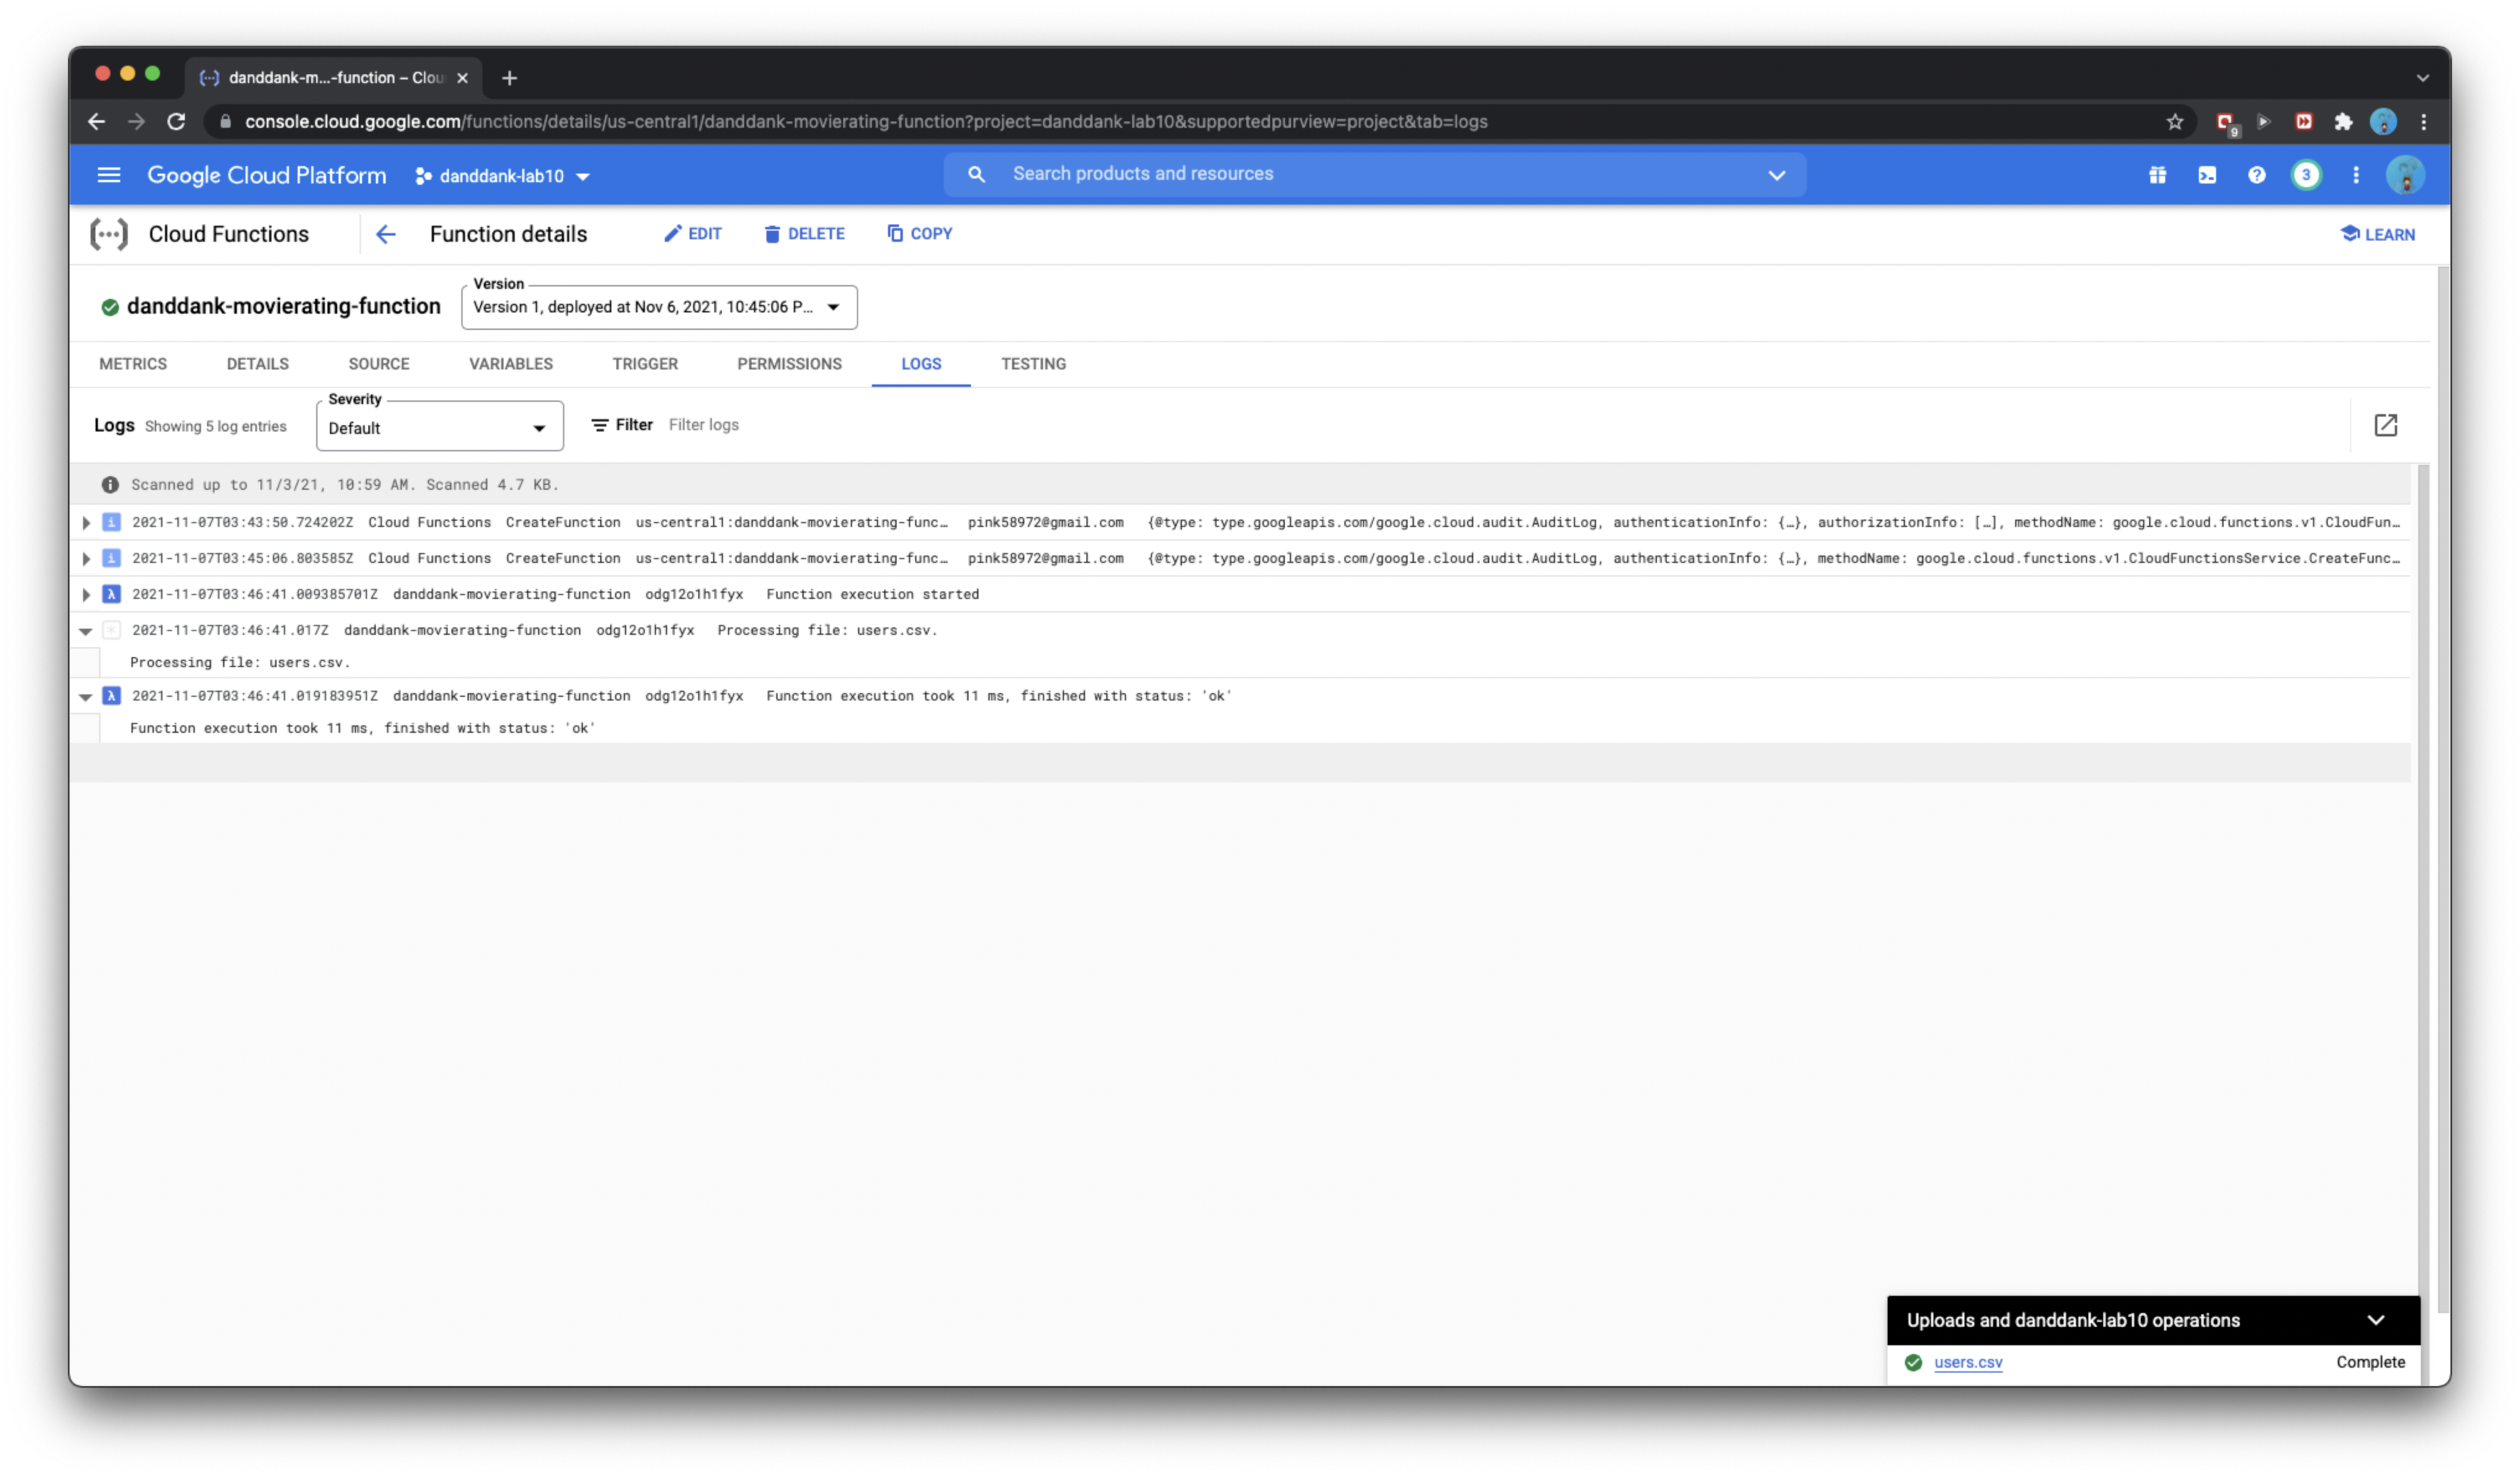 danddank-m...-function – Clou
console.cloud.google.com/functions/details/us-central1/danddank-movierating-function?project=danddank-lab10&supportedpurview=project&tab=logs
9
Google Cloud Platform danddank-lab10 Search products and resources 3
Cloud Functions Function details EDIT DELETE COPY LEARN
Version
danddank-movierating-function Version 1, deployed at Nov 6, 2021, 10:45:06 P...
METRICS DETAILS SOURCE VARIABLES TRIGGER PERMISSIONS LOGS TESTING
Severity
Logs Showing 5 log entries Default Filter Filter logs
Scanned up to 11/3/21, 10:59 AM. Scanned 4.7 KB.
i 2021-11-07T03:43:50.724202Z Cloud Functions CreateFunction us-central1:danddank-movierating-func… pink58972@gmail.com {@type: type.googleapis.com/google.cloud.audit.AuditLog, authenticationInfo: {…}, authorizationInfo: […], methodName: google.cloud.functions.v1.CloudFun…
i 2021-11-07T03:45:06.803585Z Cloud Functions CreateFunction us-central1:danddank-movierating-func… pink58972@gmail.com {@type: type.googleapis.com/google.cloud.audit.AuditLog, authenticationInfo: {…}, methodName: google.cloud.functions.v1.CloudFunctionsService.CreateFunc…
λ 2021-11-07T03:46:41.009385701Z danddank-movierating-function odg12o1h1fyx Function execution started
* 2021-11-07T03:46:41.017Z danddank-movierating-function odg12o1h1fyx Processing file: users.csv.
Processing file: users.csv.
λ 2021-11-07T03:46:41.019183951Z danddank-movierating-function odg12o1h1fyx Function execution took 11 ms, finished with status: 'ok'
Function execution took 11 ms, finished with status: 'ok'
Uploads and danddank-lab10 operations
users.csv Complete